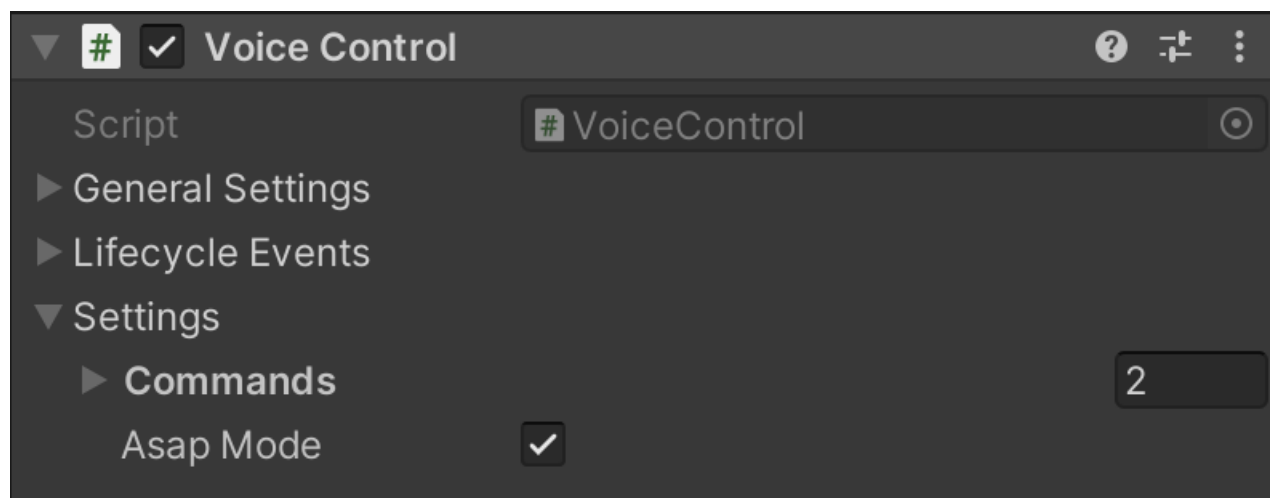 # Voice Control
Script # VoiceControl
General Settings
Lifecycle Events
Settings
Commands 2
Asap Mode